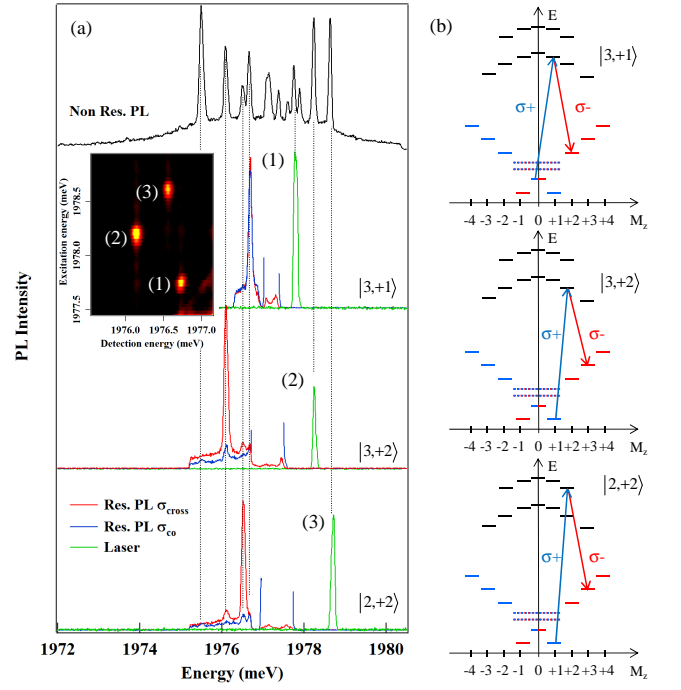 (a)
Non Res. PL
(1)
(3)
(2)
(1)
Excitation energy (meV)
1978.5
1978.0
1977.5
1976.0
1976.5
1977.0
Detection energy (meV)
|3,+1⟩
(2)
|3,+2⟩
(3)
|2,+2⟩
Res. PL σcross
Res. PL σco
Laser
PL Intensity
1972
1974
1976
1978
1980
Energy (meV)
(b)
E
|3,+1⟩
σ+
σ-
-4 -3 -2 -1 0 +1 +2 +3 +4 Mz
E
|3,+2⟩
σ+
σ-
-4 -3 -2 -1 0 +1 +2 +3 +4 Mz
E
|2,+2⟩
σ+
σ-
-4 -3 -2 -1 0 +1 +2 +3 +4 Mz